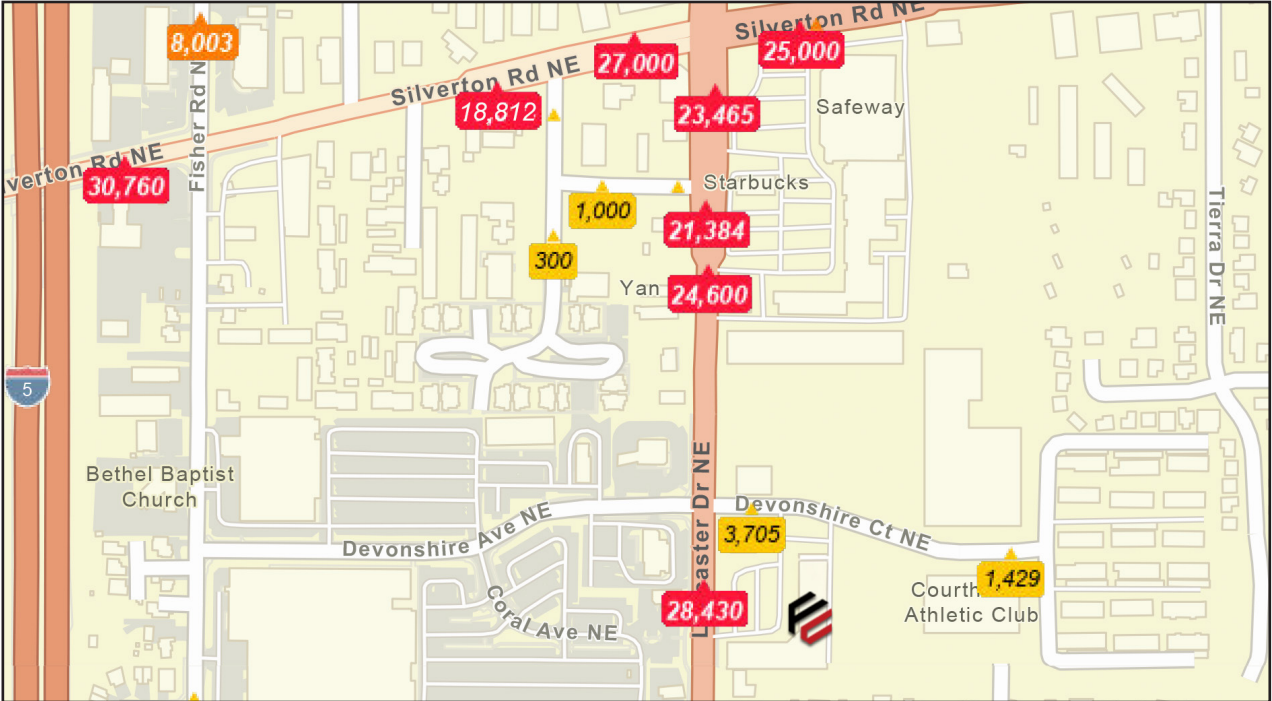 Silverton Rd NE
8,003
25,000
27,000
Silverton Rd NE
18,812
23,465
Safeway
Fisher Rd N
verton Rd NE
30,760
Starbucks
1,000
21,384
300
Yan
24,600
Tierra Dr NE
5
Bethel Baptist
Church
Lancaster Dr NE
Devonshire Ave NE
Devonshire Ct NE
3,705
1,429
Courth
Athletic Club
28,430
Coral Ave NE